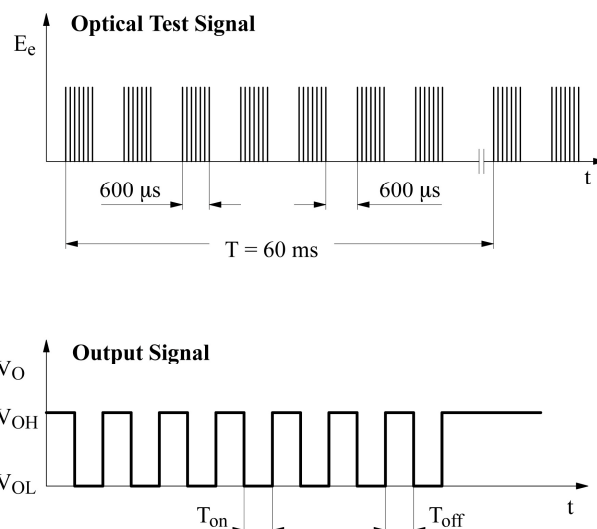 Optical Test Signal
Ee
600 µs
600 µs
t
T = 60 ms
Output Signal
VO
VOH
VOL
Ton
Toff
t